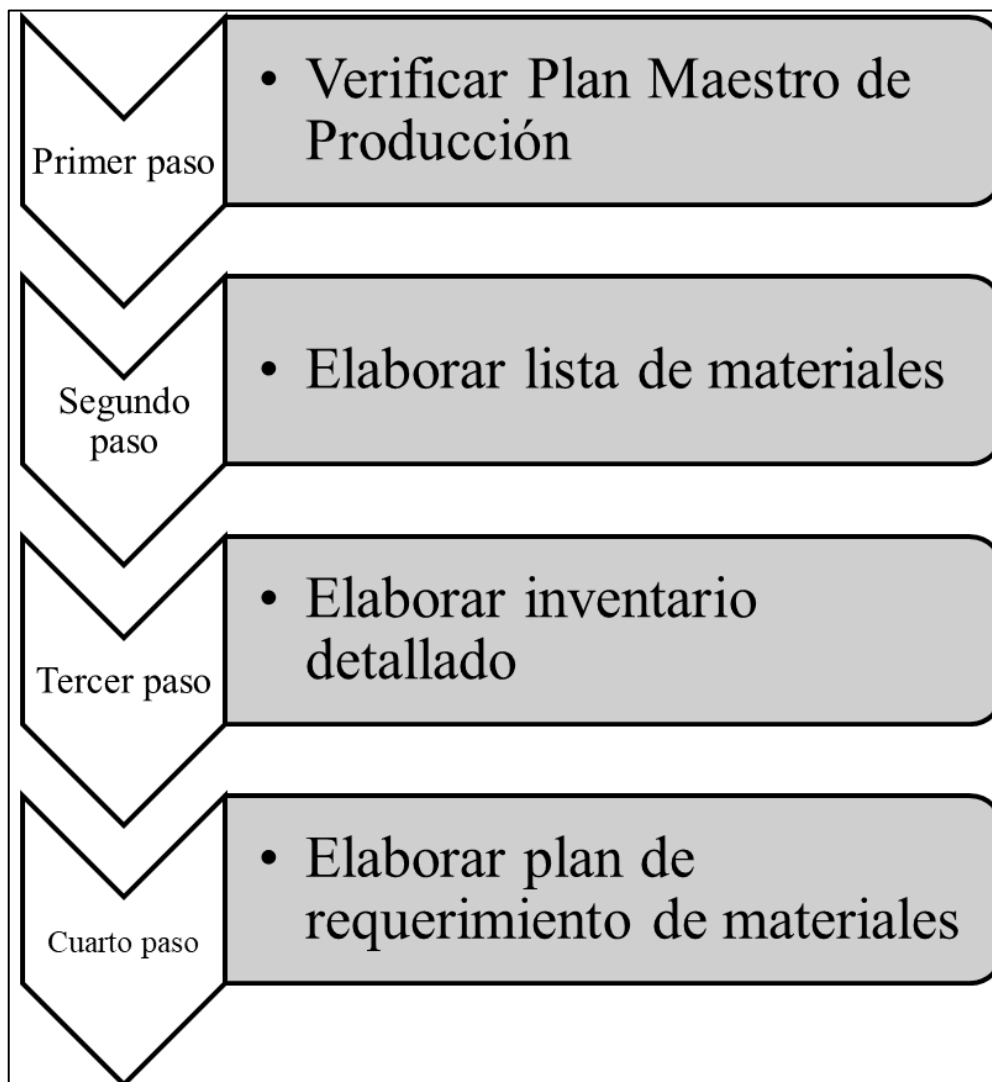 Primer paso
• Verificar Plan Maestro de
Producción
Segundo
paso
• Elaborar lista de materiales
Tercer paso
• Elaborar inventario
detallado
Cuarto paso
• Elaborar plan de
requerimiento de materiales